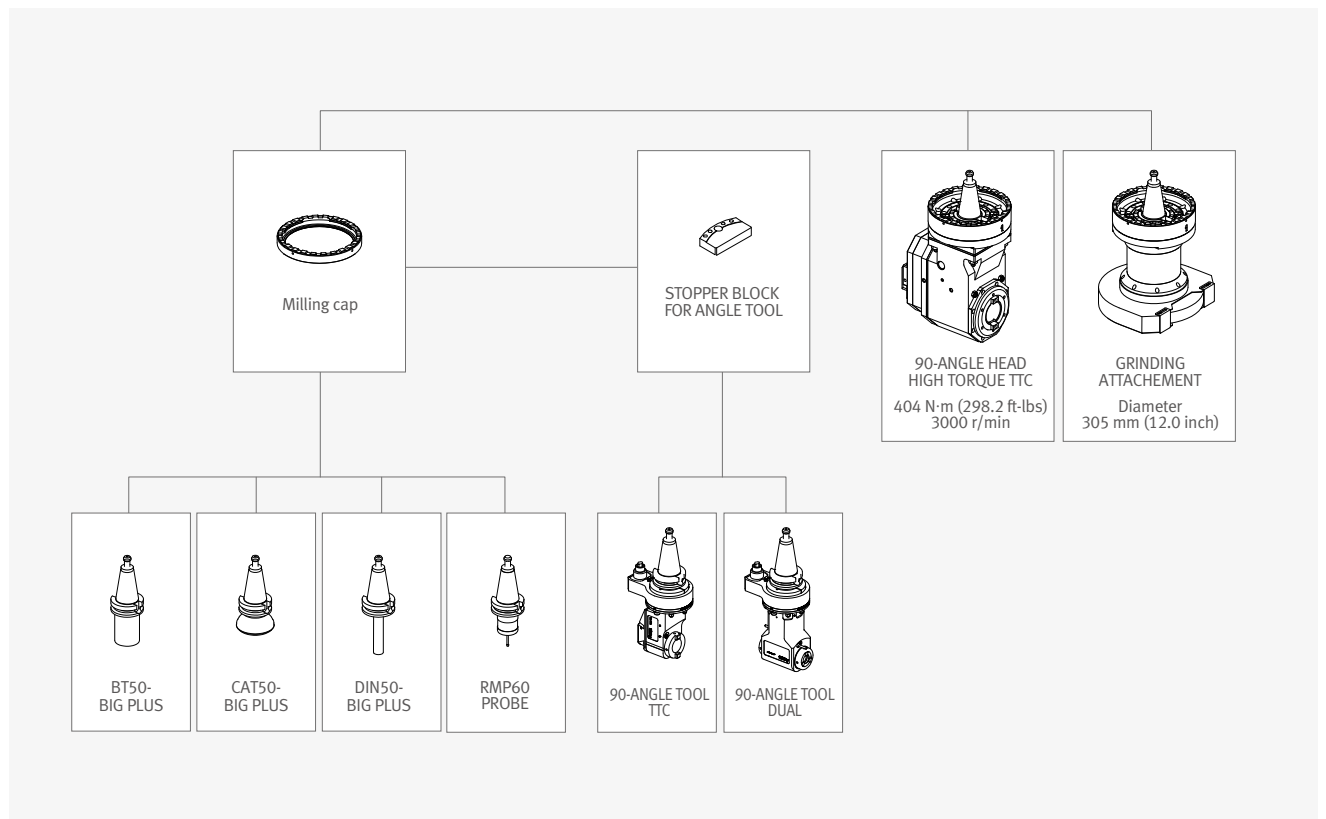 Milling cap
STOPPER BLOCK
FOR ANGLE TOOL
90-ANGLE HEAD
HIGH TORQUE TTC
404 N·m (298.2 ft-lbs)
3000 r/min
GRINDING
ATTACHEMENT
Diameter
305 mm (12.0 inch)
BT50-
BIG PLUS
CAT50-
BIG PLUS
DIN50-
BIG PLUS
RMP60
PROBE
90-ANGLE TOOL
TTC
90-ANGLE TOOL
DUAL